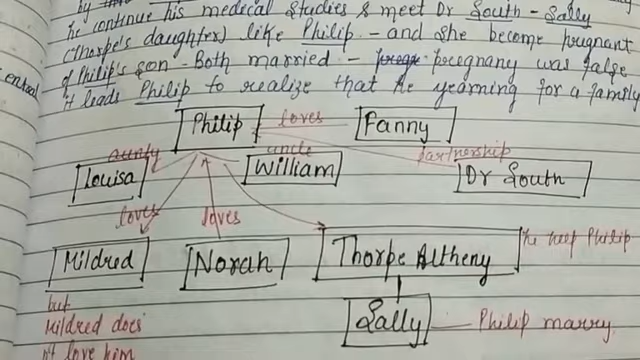 he continue his medical studies & meet Dr South - Sally
(Thorpe's daughter) like Philip - and she become pregnant
of Philip's son - Both married - pregnancy was false
it leads Philip to realize that he yearning for a family
Philip loves Fanny
aunty uncle partnership
Louisa William Dr South
loves loves
Mildred Norah Thorpe Altheny he help Philip
but
Mildred does Sally Philip marry
n't love him